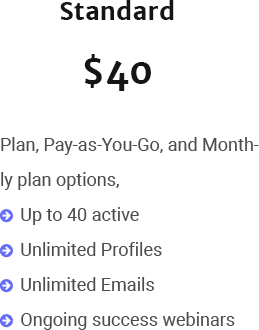 Standard
$40
Plan, Pay-as-You-Go, and Month-
ly plan options,
Up to 40 active
Unlimited Profiles
Unlimited Emails
Ongoing success webinars